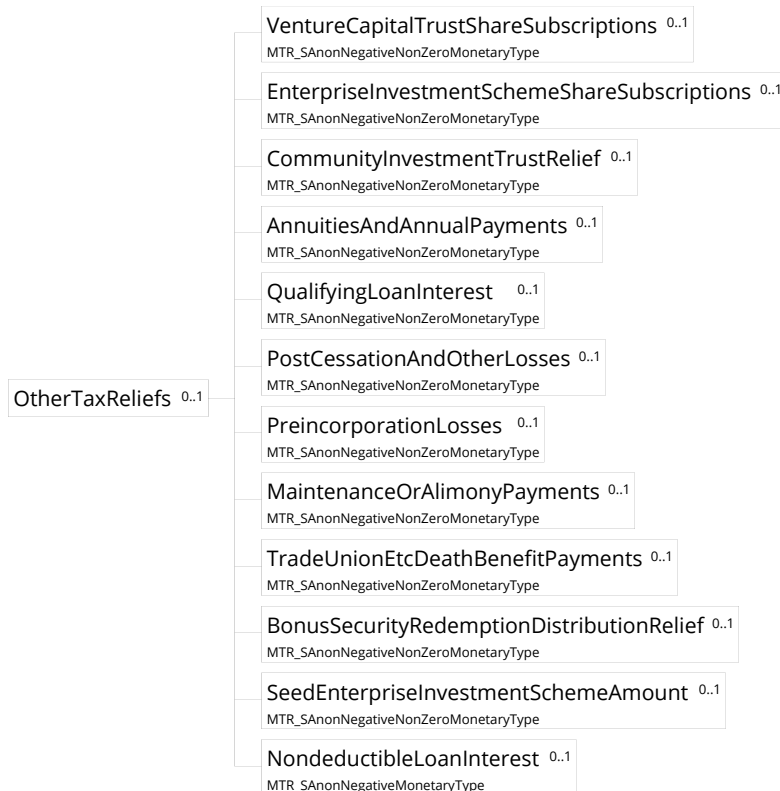 VentureCapitalTrustShareSubscriptions 0..1
MTR_SAnonNegativeNonZeroMonetaryType
EnterpriseInvestmentSchemeShareSubscriptions 0..1
MTR_SAnonNegativeNonZeroMonetaryType
CommunityInvestmentTrustRelief 0..1
MTR_SAnonNegativeNonZeroMonetaryType
AnnuitiesAndAnnualPayments 0..1
MTR_SAnonNegativeNonZeroMonetaryType
QualifyingLoanInterest 0..1
MTR_SAnonNegativeNonZeroMonetaryType
PostCessationAndOtherLosses 0..1
MTR_SAnonNegativeNonZeroMonetaryType
OtherTaxReliefs 0..1
PreincorporationLosses 0..1
MTR_SAnonNegativeNonZeroMonetaryType
MaintenanceOrAlimonyPayments 0..1
MTR_SAnonNegativeNonZeroMonetaryType
TradeUnionEtcDeathBenefitPayments 0..1
MTR_SAnonNegativeNonZeroMonetaryType
BonusSecurityRedemptionDistributionRelief 0..1
MTR_SAnonNegativeNonZeroMonetaryType
SeedEnterpriseInvestmentSchemeAmount 0..1
MTR_SAnonNegativeNonZeroMonetaryType
NondeductibleLoanInterest 0..1
MTR_SAnonNegativeMonetaryType